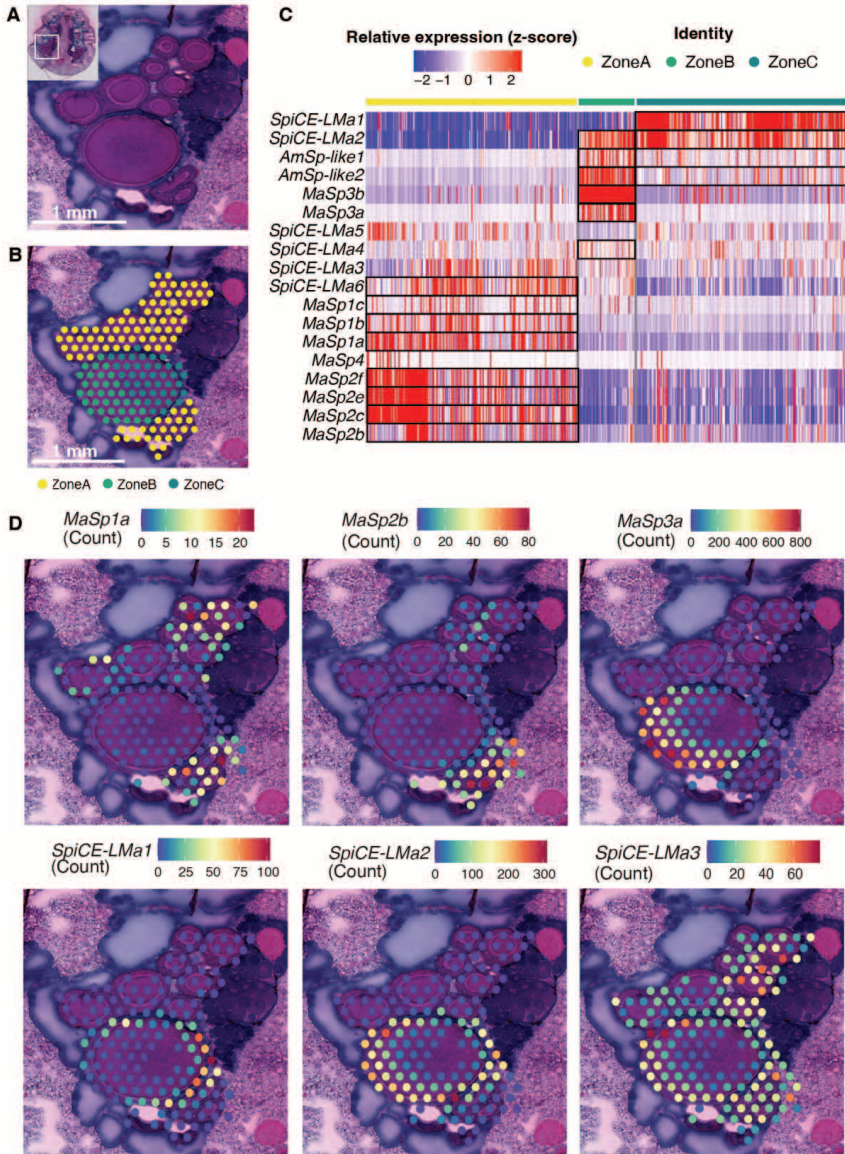 A
1 mm
B
1 mm
ZoneA ZoneB ZoneC
C
Relative expression (z-score)
-2 -1 0 1 2
Identity
ZoneA ZoneB ZoneC
SpiCE-LMa1
SpiCE-LMa2
AmSp-like1
AmSp-like2
MaSp3b
MaSp3a
SpiCE-LMa5
SpiCE-LMa4
SpiCE-LMa3
SpiCE-LMa6
MaSp1c
MaSp1b
MaSp1a
MaSp4
MaSp2f
MaSp2e
MaSp2c
MaSp2b
D
MaSp1a
(Count)
0 5 10 15 20
MaSp2b
(Count)
0 20 40 60 80
MaSp3a
(Count)
0 200 400 600 800
SpiCE-LMa1
(Count)
0 25 50 75 100
SpiCE-LMa2
(Count)
0 100 200 300
SpiCE-LMa3
(Count)
0 20 40 60